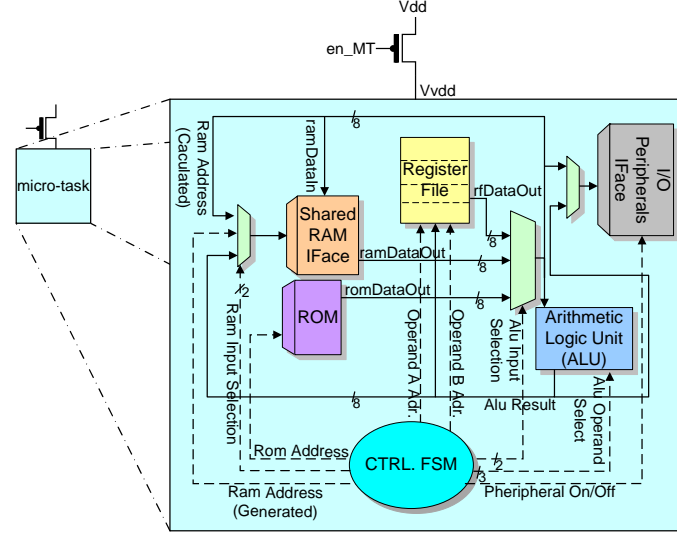 Vdd
en_MT
Vvdd
micro-task
Ram Address
(Caculated)
ramDataIn
8
Register
File
rfDataOut
I/O
Peripherals
IFace
Shared
RAM
IFace
8
ramDataOut
8
romDataOut
8
2
ROM
Ram Input Selection
Operand A Adr.
Operand B Adr.
Alu Input
Selection
Arithmetic
Logic Unit
(ALU)
8
Alu Result
Alu Operand
Select
Rom Address
CTRL. FSM
2
3
Ram Address
(Generated)
Pheripheral On/Off